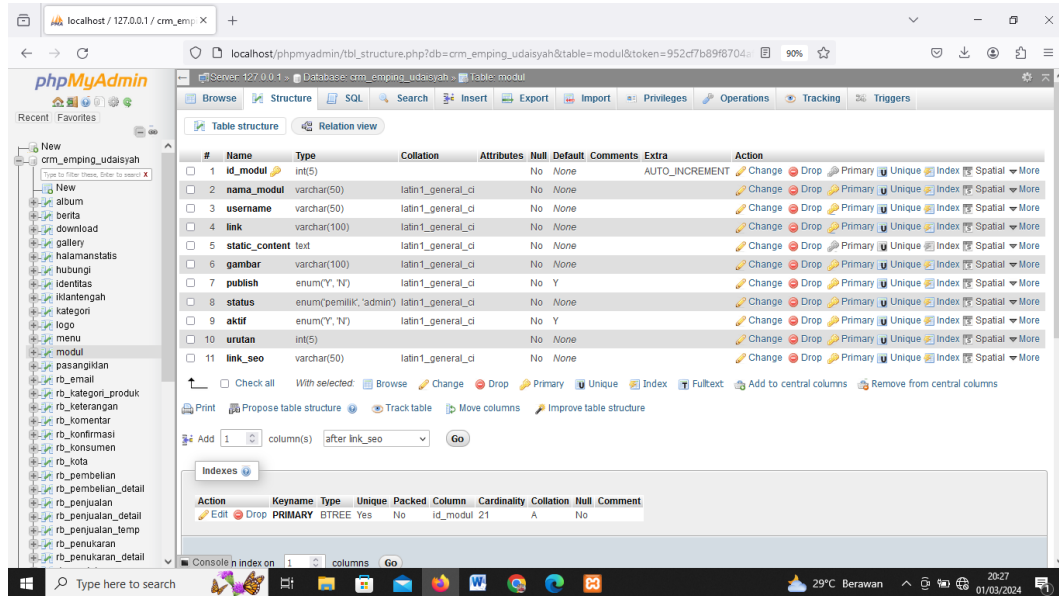 localhost / 127.0.0.1 / crm_emp
localhost/phpmyadmin/tbl_structure.php?db=crm_emping_udaisyah&table=modul&token=952cf7b89f8704a
90%
phpMyAdmin
Recent Favorites
New
crm_emping_udaisyah
Type to filter these, Enter to search X
New
album
berita
download
gallery
halamanstatis
hubungi
identitas
iklantengah
kategori
logo
menu
modul
pasangiklan
rb_email
rb_kategori_produk
rb_keterangan
rb_komentar
rb_konfirmasi
rb_konsumen
rb_kota
rb_pembelian
rb_pembelian_detail
rb_penjualan
rb_penjualan_detail
rb_penjualan_temp
rb_penukaran
rb_penukaran_detail
Server: 127.0.0.1 » Database: crm_emping_udaisyah » Table: modul
Browse Structure SQL Search Insert Export Import Privileges Operations Tracking Triggers
Table structure Relation view
# Name Type Collation Attributes Null Default Comments Extra Action
1 id_modul int(5) No None AUTO_INCREMENT Change Drop Primary Unique Index Spatial More
2 nama_modul varchar(50) latin1_general_ci No None Change Drop Primary Unique Index Spatial More
3 username varchar(50) latin1_general_ci No None Change Drop Primary Unique Index Spatial More
4 link varchar(100) latin1_general_ci No None Change Drop Primary Unique Index Spatial More
5 static_content text latin1_general_ci No None Change Drop Primary Unique Index Spatial More
6 gambar varchar(100) latin1_general_ci No None Change Drop Primary Unique Index Spatial More
7 publish enum('Y', 'N') latin1_general_ci No Y Change Drop Primary Unique Index Spatial More
8 status enum('pemilik', 'admin') latin1_general_ci No None Change Drop Primary Unique Index Spatial More
9 aktif enum('Y', 'N') latin1_general_ci No Y Change Drop Primary Unique Index Spatial More
10 urutan int(5) No None Change Drop Primary Unique Index Spatial More
11 link_seo varchar(50) latin1_general_ci No None Change Drop Primary Unique Index Spatial More
Check all With selected: Browse Change Drop Primary Unique Index Fulltext Add to central columns Remove from central columns
Print Propose table structure Track table Move columns Improve table structure
Add 1 column(s) after link_seo Go
Indexes
Action Keyname Type Unique Packed Column Cardinality Collation Null Comment
Edit Drop PRIMARY BTREE Yes No id_modul 21 A No
Console n index on 1 columns Go
Type here to search
29°C Berawan
20:27
01/03/2024